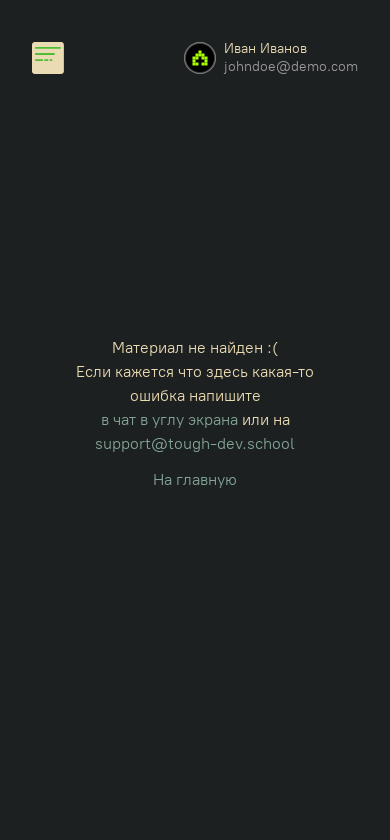 Иван Иванов
johndoe@demo.com
Материал не найден :(
Если кажется что здесь какая-то
ошибка напишите
в чат в углу экрана или на
support@tough-dev.school
На главную